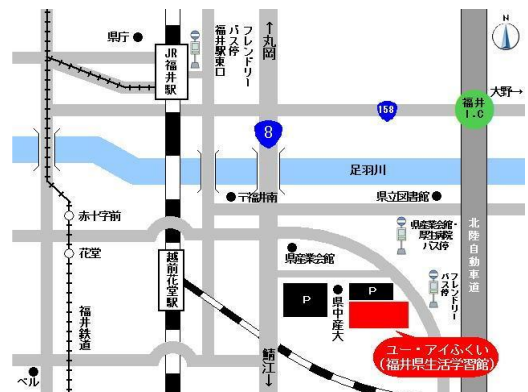 県庁
JR福井駅
フレンドリー
バス停
福井駅東口
↑丸岡
N
大野→
福井
I.C
158
8
足羽川
〒福井南
県立図書館
赤十字前
花堂
福井鉄道
ベル
越前花堂駅
県産業会館・
厚生病院
バス停
北陸自動車道
県産業会館
フレンドリー
バス停
P
県中産大
P
鯖江↓
ユー・アイふくい
(福井県生活学習館)